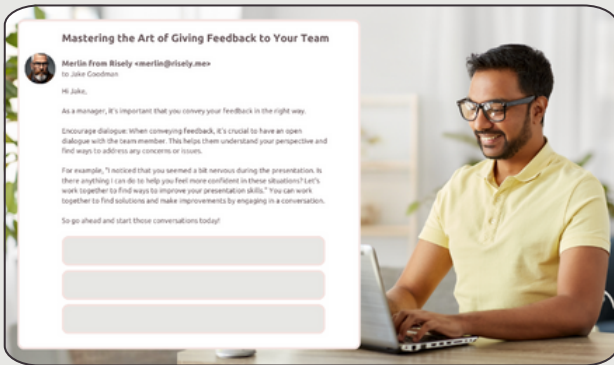 Mastering the Art of Giving Feedback to Your Team
Merlin from Risely <merlin@risely.me>
to Jake Goodman
Hi Jake,
As a manager, it's important that you convey your feedback in the right way.
Encourage dialogue: When conveying feedback, it's crucial to have an open
dialogue with the team member. This helps them understand your perspective and
find ways to address any concerns or issues.
For example, "I noticed that you seemed a bit nervous during the presentation. Is
there anything I can do to help you feel more confident in these situations? Let's
work together to find ways to improve your presentation skills." You can work
together to find solutions and make improvements by engaging in a conversation.
So go ahead and start those conversations today!